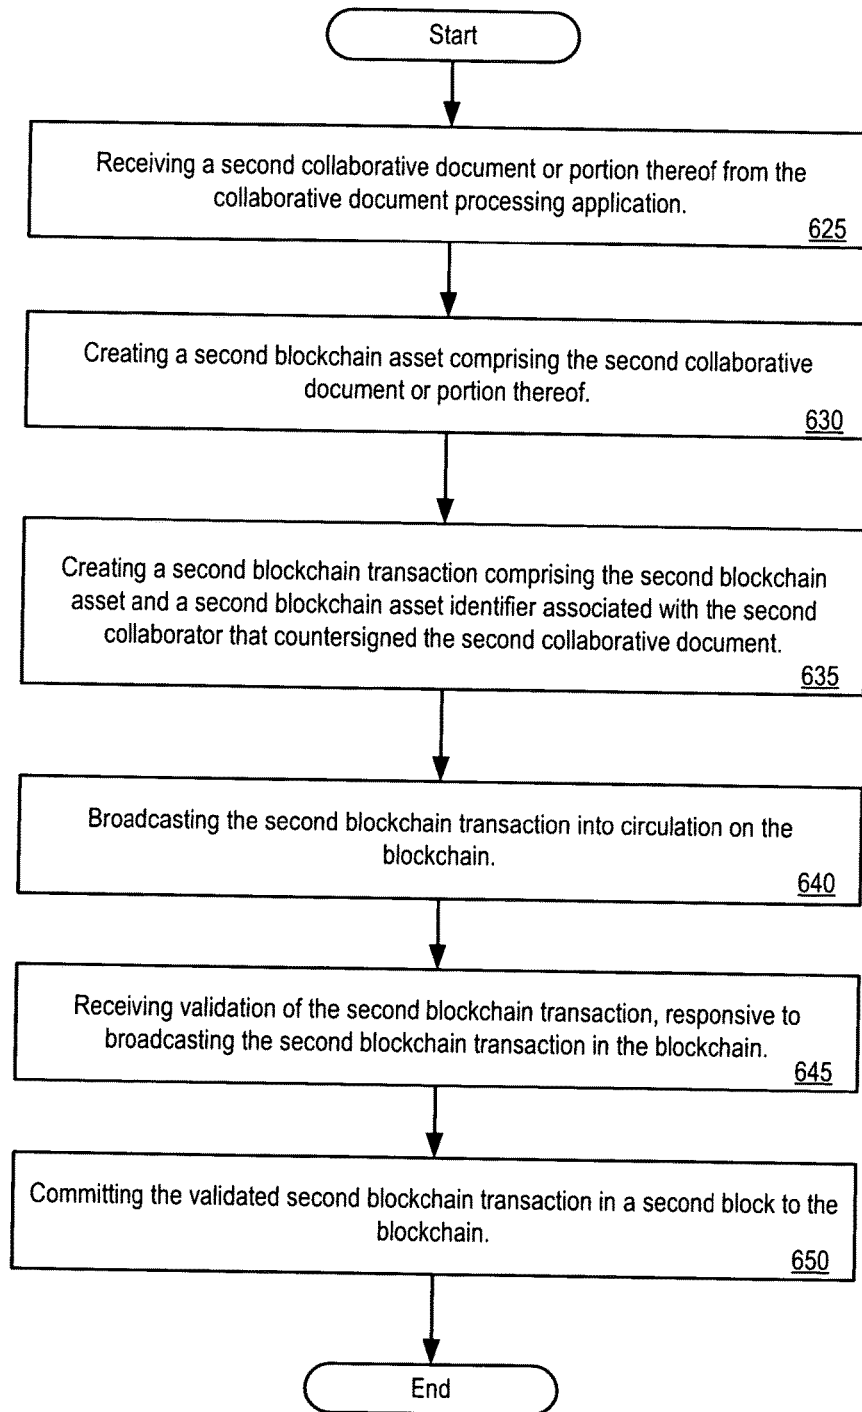 Start
Receiving a second collaborative document or portion thereof from the
collaborative document processing application.
625
Creating a second blockchain asset comprising the second collaborative
document or portion thereof.
630
Creating a second blockchain transaction comprising the second blockchain
asset and a second blockchain asset identifier associated with the second
collaborator that countersigned the second collaborative document.
635
Broadcasting the second blockchain transaction into circulation on the
blockchain.
640
Receiving validation of the second blockchain transaction, responsive to
broadcasting the second blockchain transaction in the blockchain.
645
Committing the validated second blockchain transaction in a second block to the
blockchain.
650
End